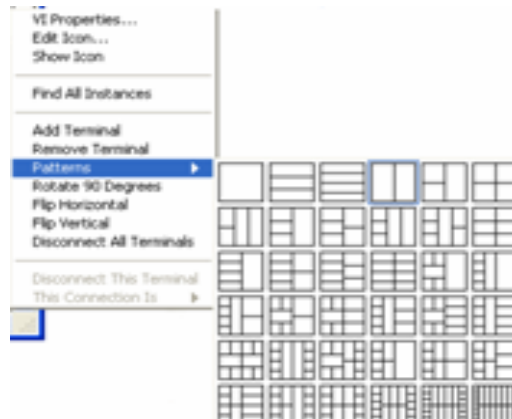 VI Properties...
Edit Icon...
Show Icon
Find All Instances
Add Terminal
Remove Terminal
Patterns
Rotate 90 Degrees
Flip Horizontal
Flip Vertical
Disconnect All Terminals
Disconnect This Terminal
This Connection Is